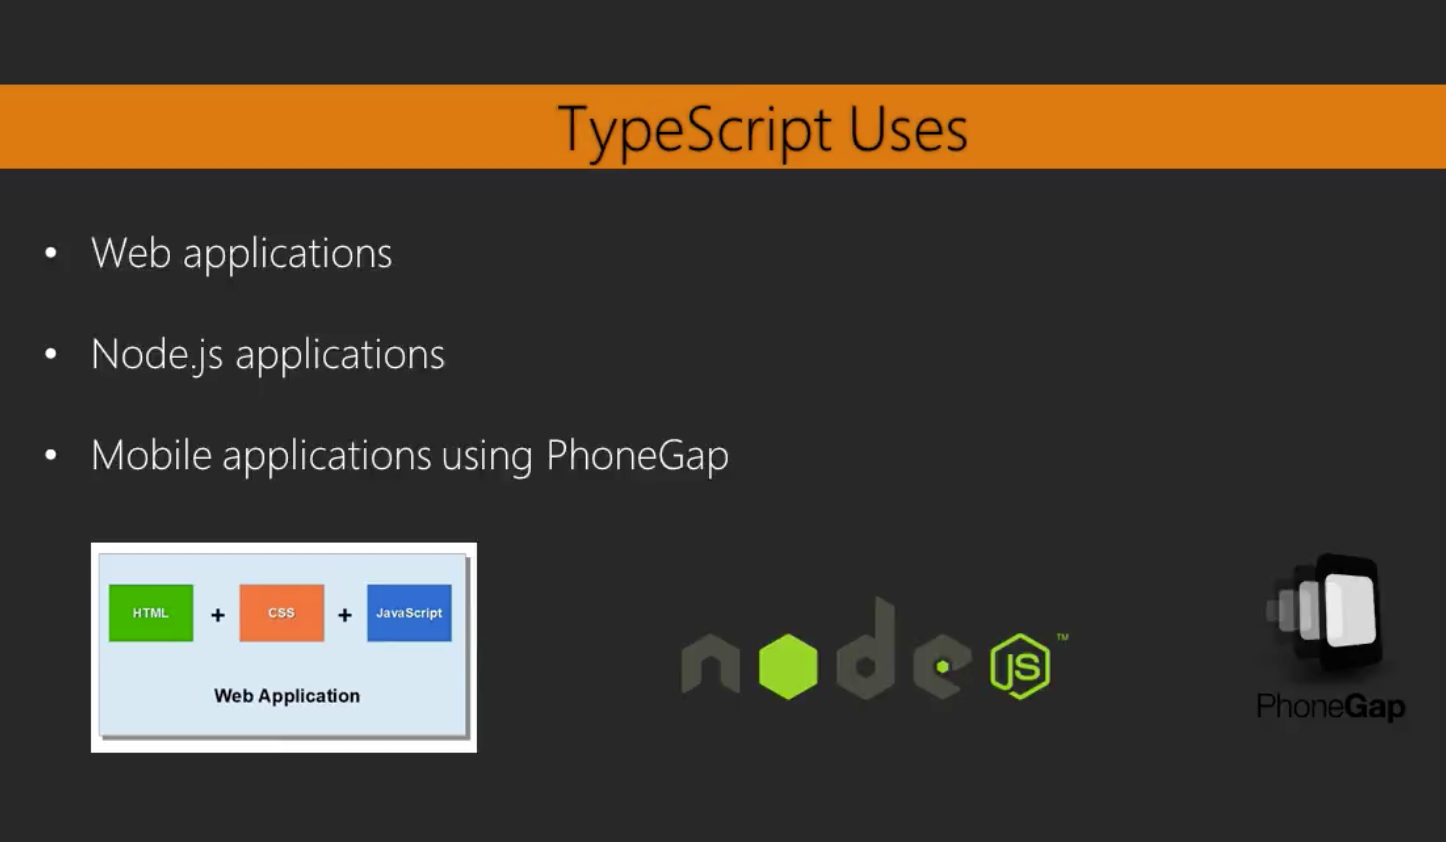 TypeScript Uses
• Web applications
• Node.js applications
• Mobile applications using PhoneGap
HTML + CSS + JavaScript
Web Application
node JS ™
PhoneGap